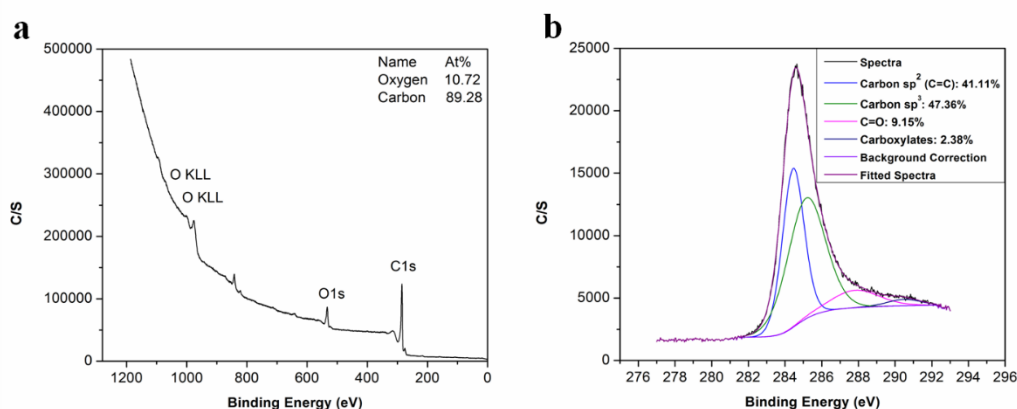 a
500000
400000
300000
200000
100000
0
C/S
Name At%
Oxygen 10.72
Carbon 89.28
O KLL
O KLL
O1s
C1s
1200 1000 800 600 400 200 0
Binding Energy (eV)
b
25000
20000
15000
10000
5000
0
C/S
Spectra
Carbon sp² (C=C): 41.11%
Carbon sp³: 47.36%
C=O: 9.15%
Carboxylates: 2.38%
Background Correction
Fitted Spectra
276 278 280 282 284 286 288 290 292 294 296
Binding Energy (eV)